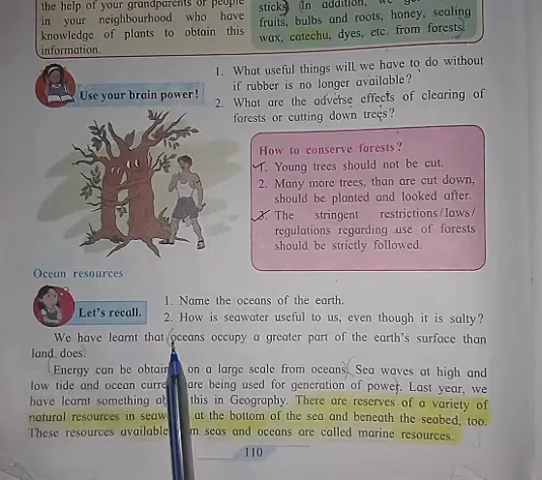 the help of your grandparents or people
in your neighbourhood who have
knowledge of plants to obtain this
information.
sticks. In addition, we get
fruits, bulbs and roots, honey, sealing
wax, catechu, dyes, etc. from forests.
Use your brain power!
1. What useful things will we have to do without
if rubber is no longer available?
2. What are the adverse effects of clearing of
forests or cutting down trees?
How to conserve forests?
1. Young trees should not be cut.
2. Many more trees, than are cut down,
should be planted and looked after.
3. The stringent restrictions/laws/
regulations regarding use of forests
should be strictly followed.
Ocean resources
Let's recall.
1. Name the oceans of the earth.
2. How is seawater useful to us, even though it is salty?
We have learnt that oceans occupy a greater part of the earth's surface than
land does.
Energy can be obtain on a large scale from oceans. Sea waves at high and
low tide and ocean curre are being used for generation of power. Last year, we
have learnt something ab this in Geography. There are reserves of a variety of
natural resources in seaw at the bottom of the sea and beneath the seabed, too.
These resources available m seas and oceans are called marine resources.
110